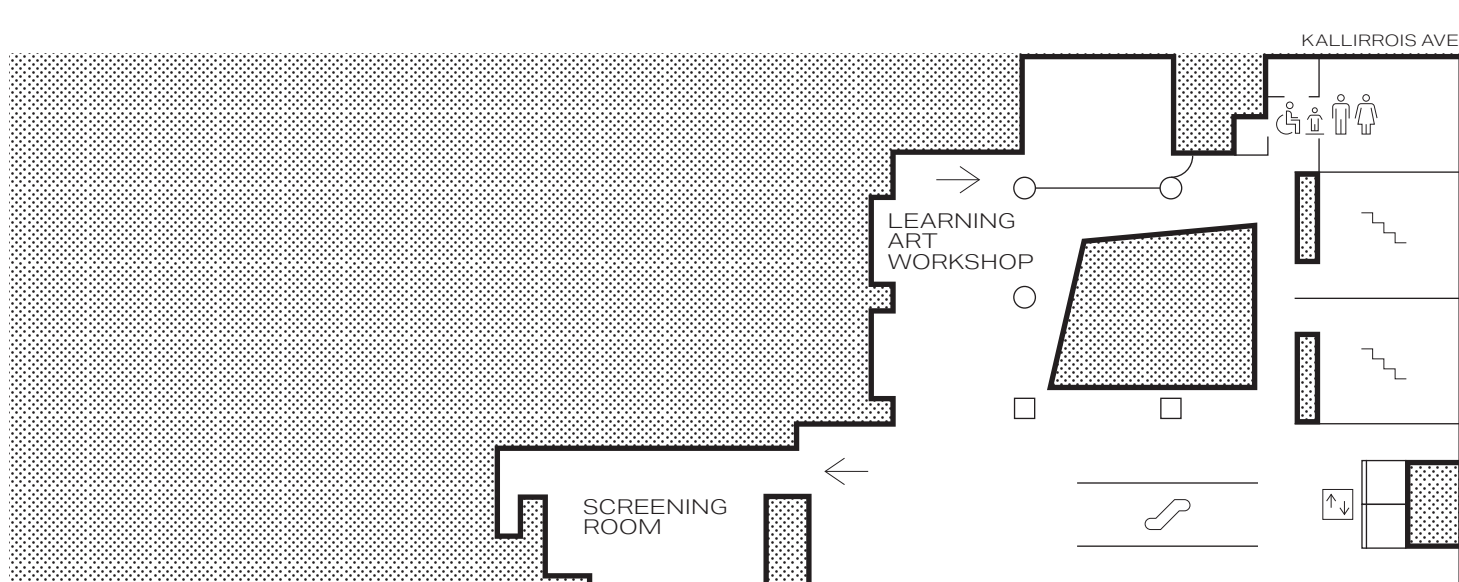 KALLIRROIS AVE
LEARNING
ART
WORKSHOP
SCREENING
ROOM